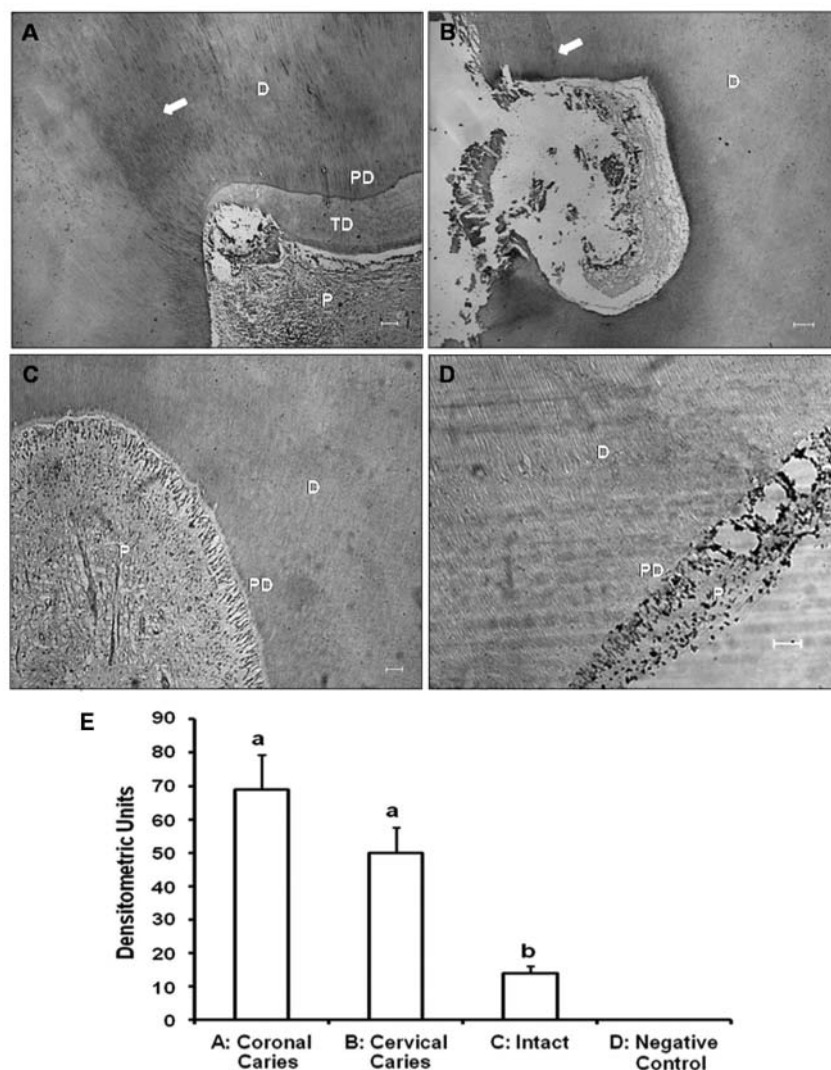 A
D
PD
TD
P
B
D
C
D
P
PD
D
D
PD
P
E
90
80
70
60
50
40
30
20
10
0
Densitometric Units
a
a
b
A: Coronal
Caries
B: Cervical
Caries
C: Intact
D: Negative
Control